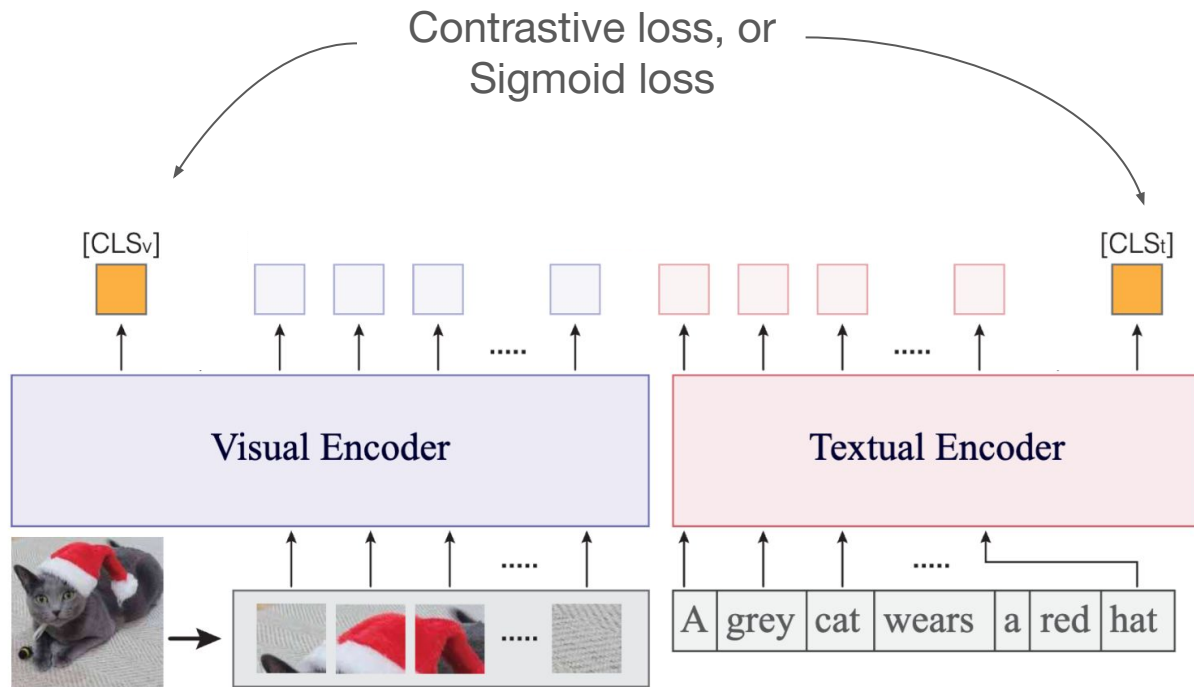 Contrastive loss, or
Sigmoid loss
[CLSv]
[CLSt]
.....
.....
Visual Encoder
Textual Encoder
.....
.....
.....
A grey cat wears a red hat